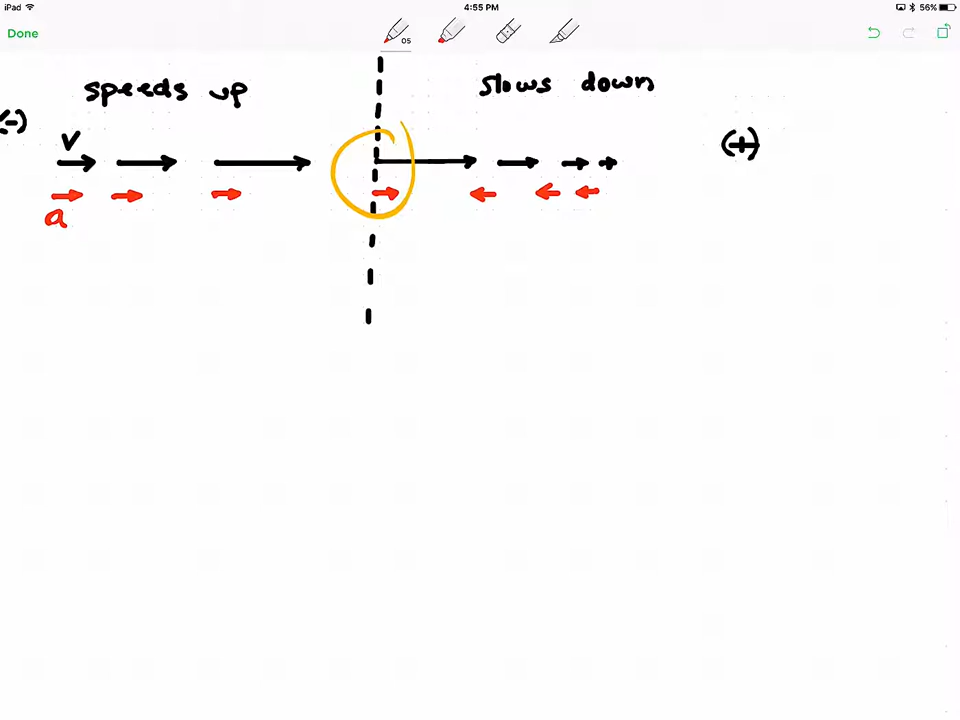 iPad 4:55 PM 56%
Done 05
speeds up slows down
(-) (+)
v
a